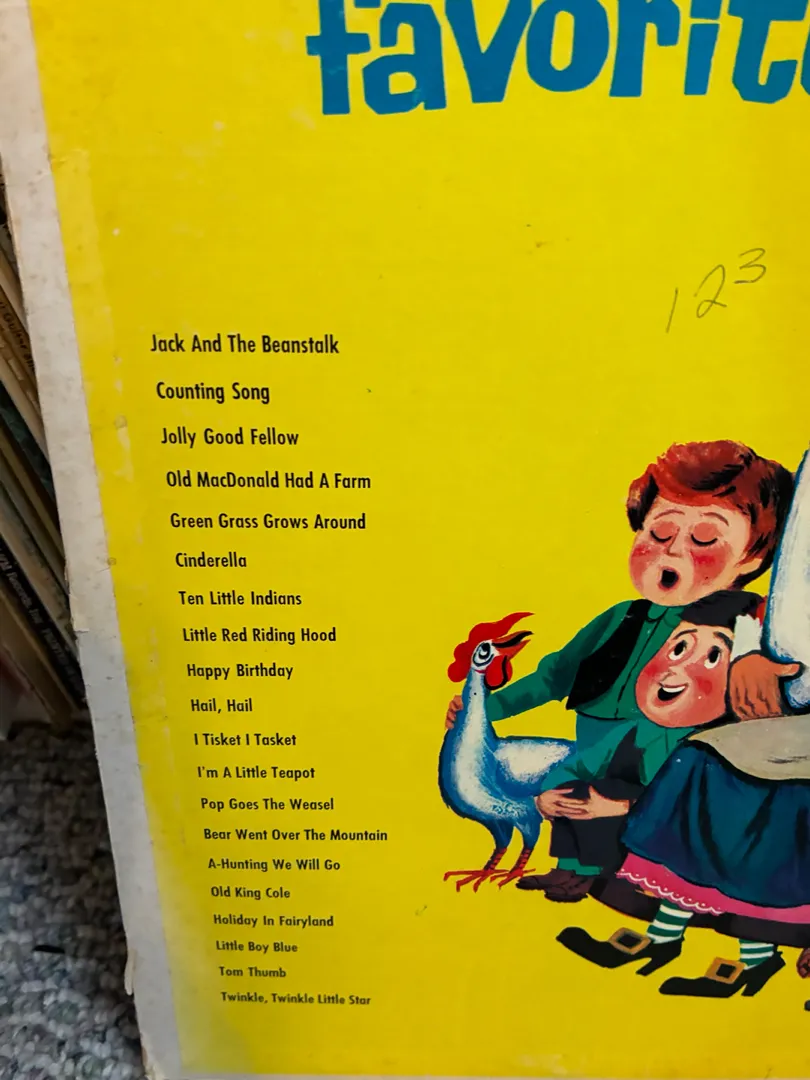 favorite
123
Jack And The Beanstalk
Counting Song
Jolly Good Fellow
Old MacDonald Had A Farm
Green Grass Grows Around
Cinderella
Ten Little Indians
Little Red Riding Hood
Happy Birthday
Hail, Hail
I Tisket I Tasket
I'm A Little Teapot
Pop Goes The Weasel
Bear Went Over The Mountain
A-Hunting We Will Go
Old King Cole
Holiday In Fairyland
Little Boy Blue
Tom Thumb
Twinkle, Twinkle Little Star